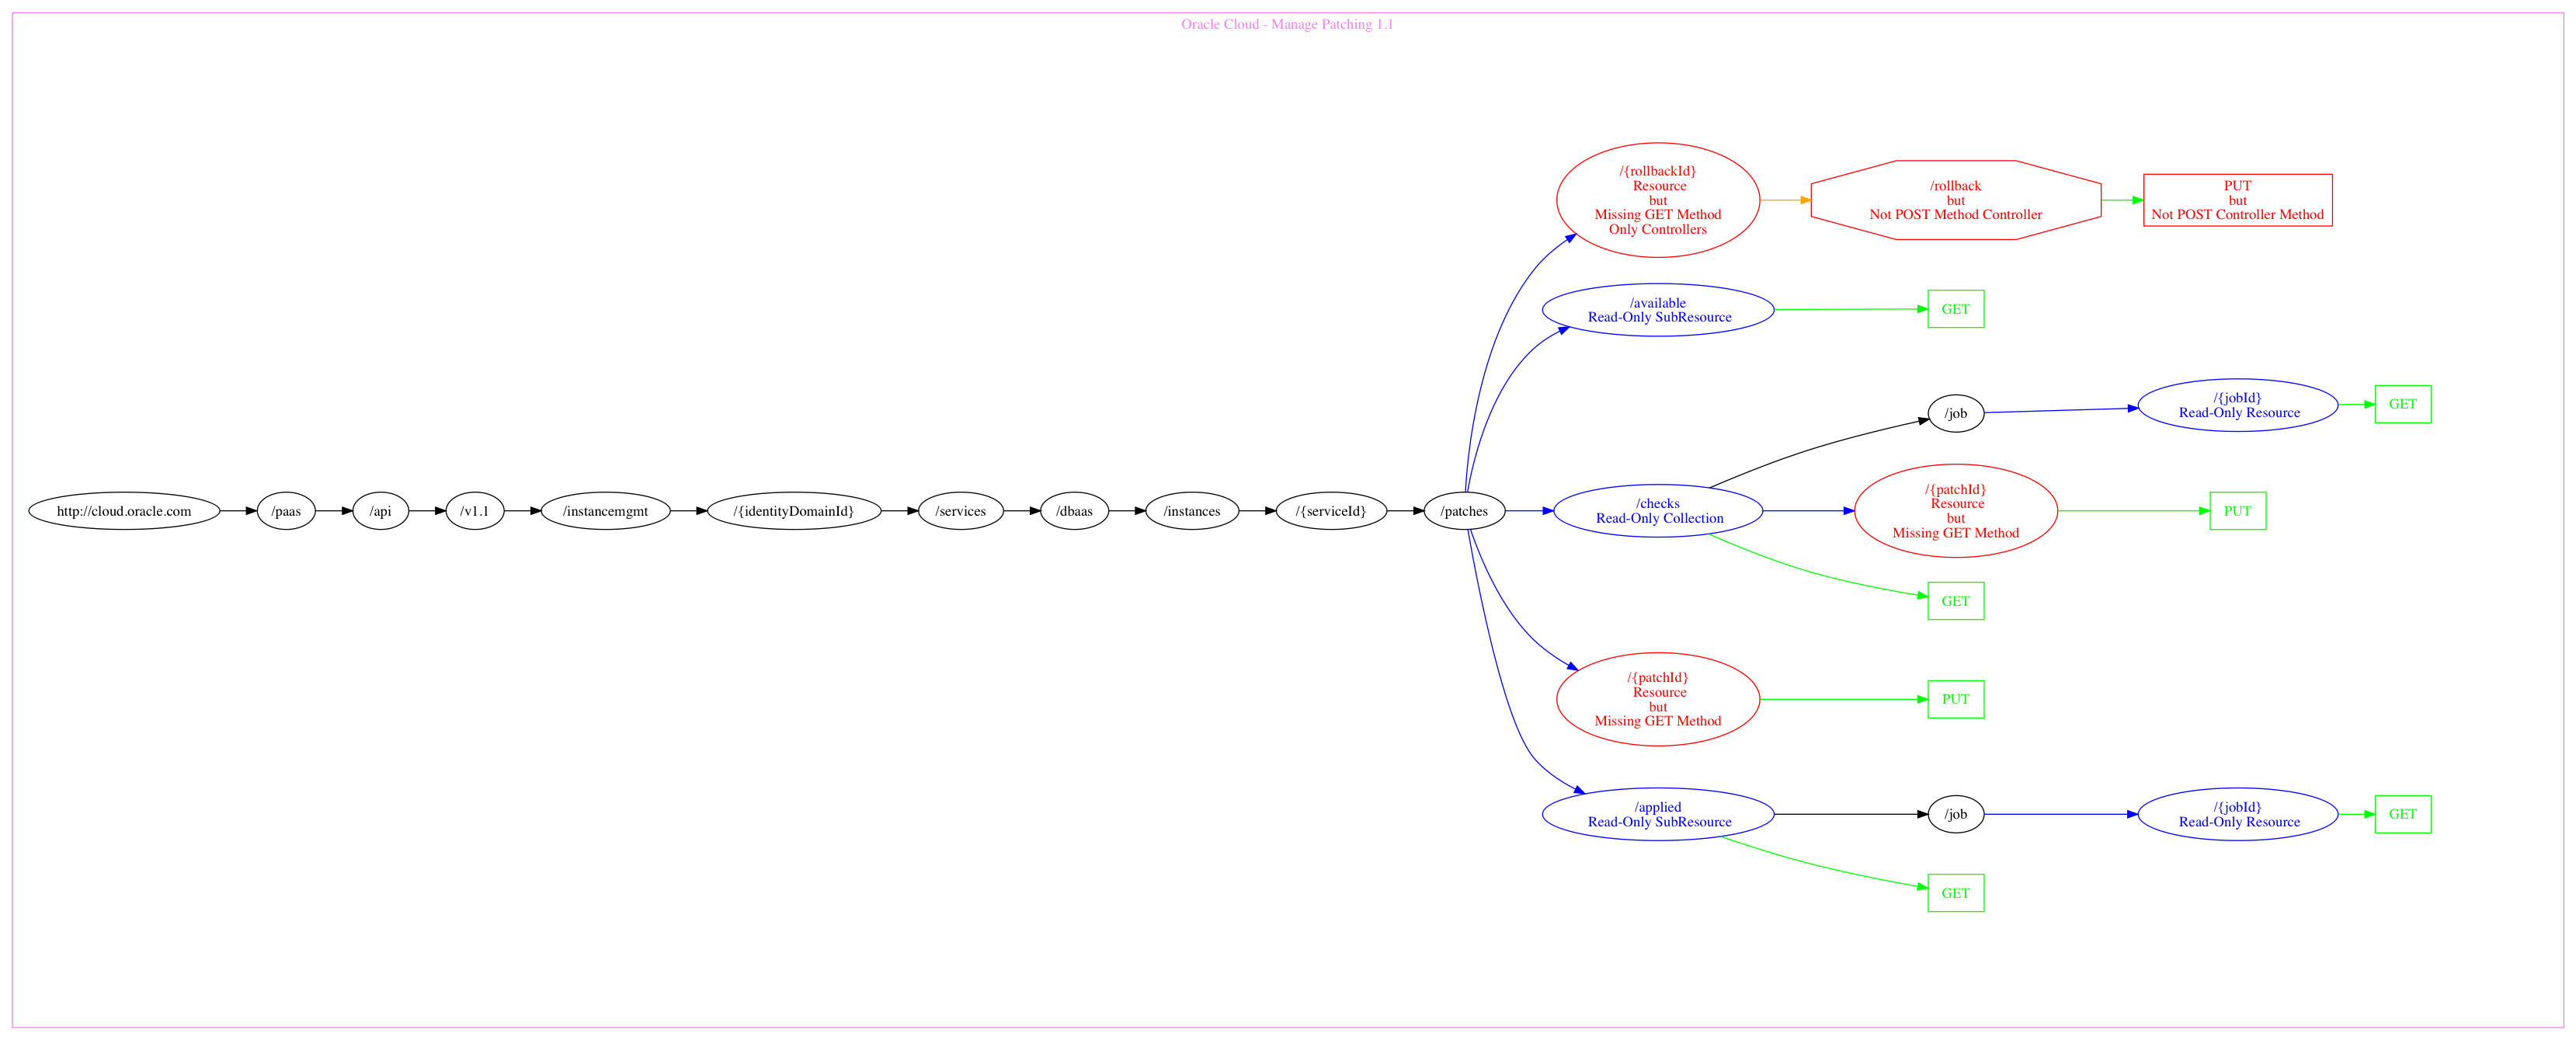 Oracle Cloud - Manage Patching 1.1
http://cloud.oracle.com
/paas
/api
/v1.1
/instancemgmt
/{identityDomainId}
/services
/dbaas
/instances
/{serviceId}
/patches
/{rollbackId}
Resource
but
Missing GET Method
Only Controllers
/rollback
but
Not POST Method Controller
PUT
but
Not POST Controller Method
/available
Read-Only SubResource
GET
/checks
Read-Only Collection
/job
/{jobId}
Read-Only Resource
GET
/{patchId}
Resource
but
Missing GET Method
PUT
GET
/{patchId}
Resource
but
Missing GET Method
PUT
/applied
Read-Only SubResource
/job
/{jobId}
Read-Only Resource
GET
GET